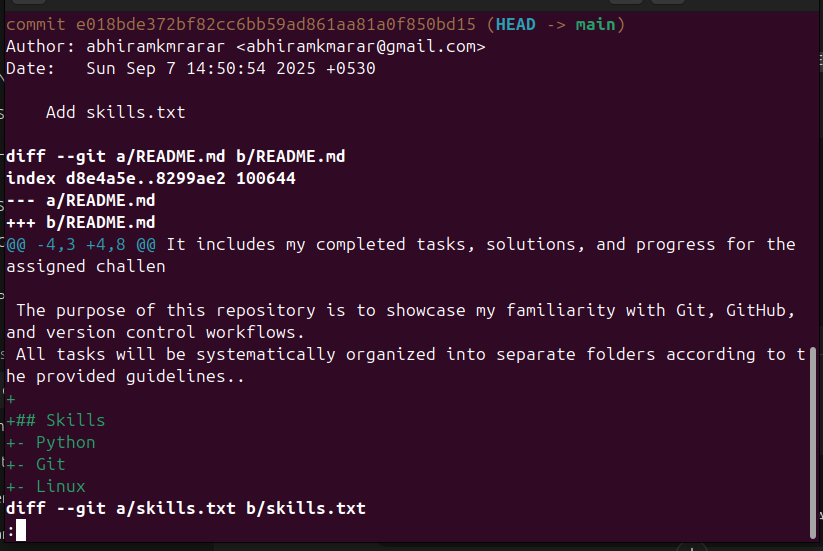 commit e018bde372bf82cc6bb59ad861aa81a0f850bd15 (HEAD -> main)
Author: abhiramkmrarar <abhiramkmarar@gmail.com>
Date:   Sun Sep 7 14:50:54 2025 +0530

    Add skills.txt

diff --git a/README.md b/README.md
index d8e4a5e..8299ae2 100644
--- a/README.md
+++ b/README.md
@@ -4,3 +4,8 @@ It includes my completed tasks, solutions, and progress for the
assigned challen

 The purpose of this repository is to showcase my familiarity with Git, GitHub,
and version control workflows.
 All tasks will be systematically organized into separate folders according to t
he provided guidelines..
+
+## Skills
+- Python
+- Git
+- Linux
diff --git a/skills.txt b/skills.txt
: